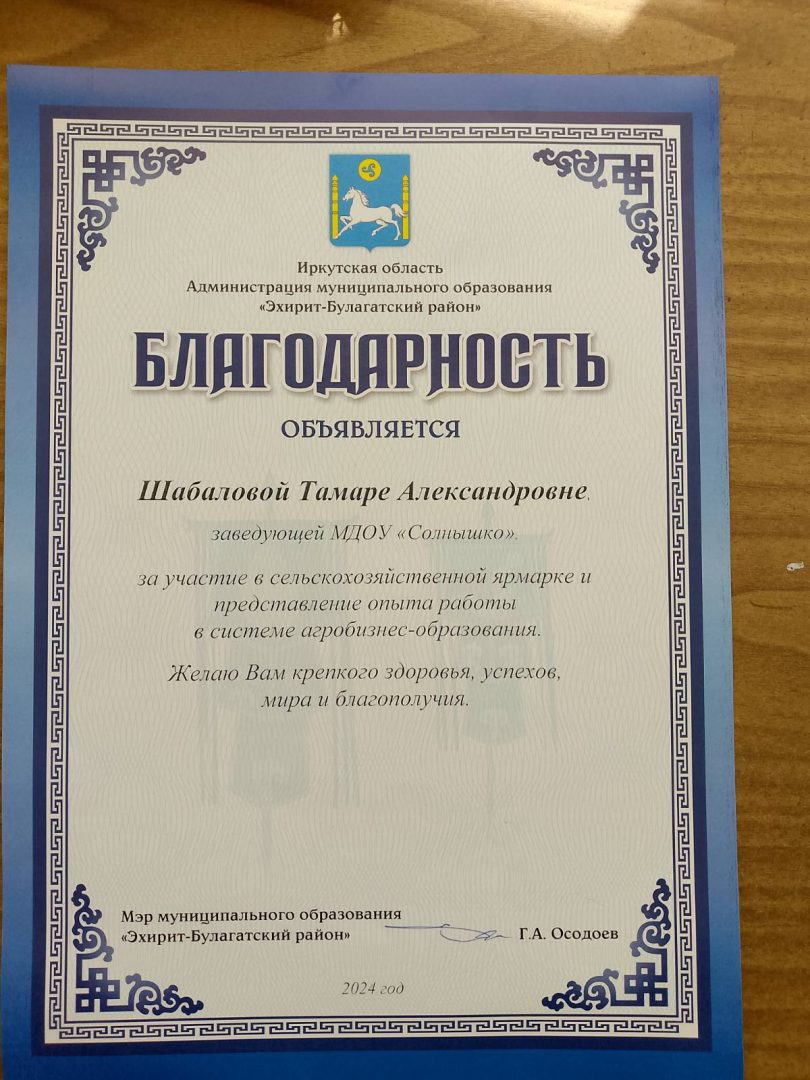 Иркутская область
Администрация муниципального образования
«Эхирит-Булагатский район»
БЛАГОДАРНОСТЬ
ОБЪЯВЛЯЕТСЯ
Шабаловой Тамаре Александровне,
заведующей МДОУ «Солнышко»,
за участие в сельскохозяйственной ярмарке и
представление опыта работы
в системе агробизнес-образования.
Желаю Вам крепкого здоровья, успехов,
мира и благополучия.
Мэр муниципального образования
«Эхирит-Булагатский район» Г.А. Осодоев
2024 год